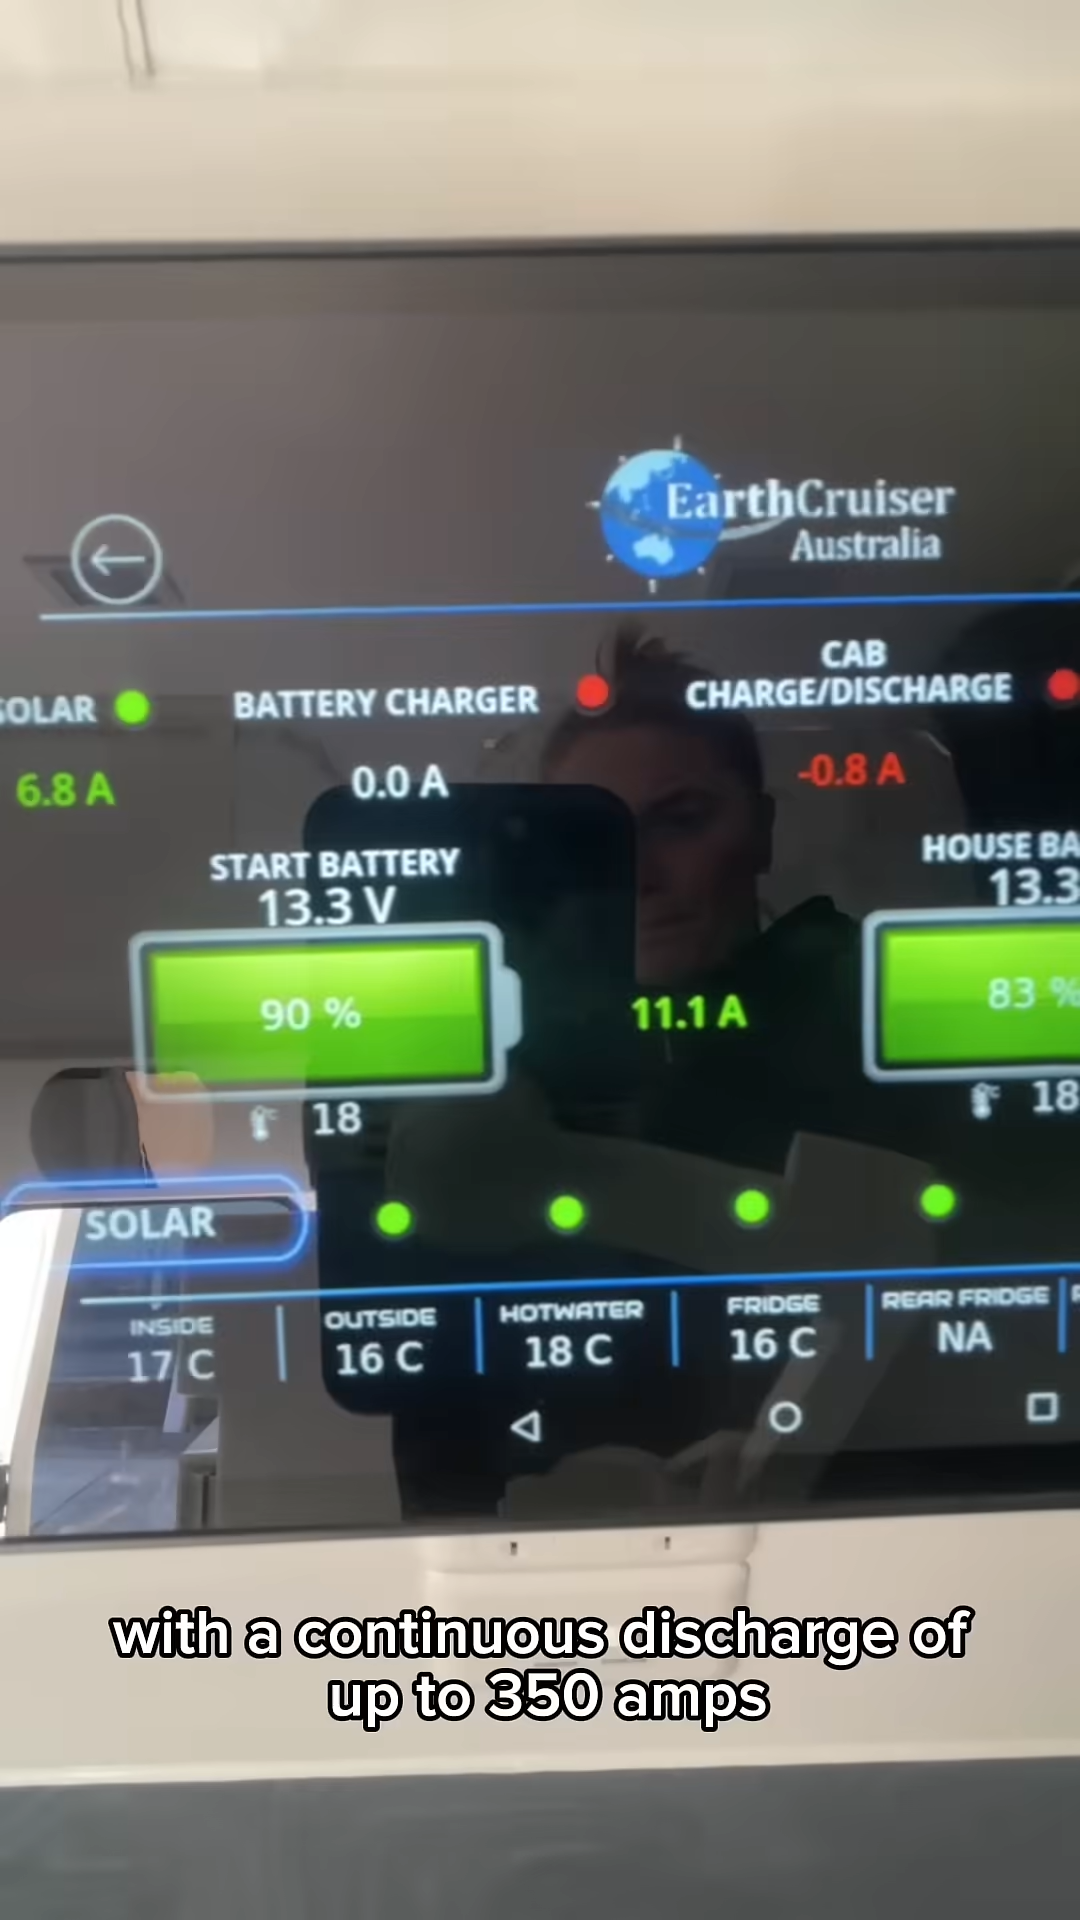 EarthCruiser
Australia
SOLAR
BATTERY CHARGER
CAB
CHARGE/DISCHARGE
6.8 A
0.0 A
-0.8 A
START BATTERY
13.3 V
HOUSE BA
13.3
90 %
11.1 A
83 %
18
18
SOLAR
INSIDE
OUTSIDE
HOTWATER
FRIDGE
REAR FRIDGE
17 C
16 C
18 C
16 C
NA
with a continuous discharge of
up to 350 amps